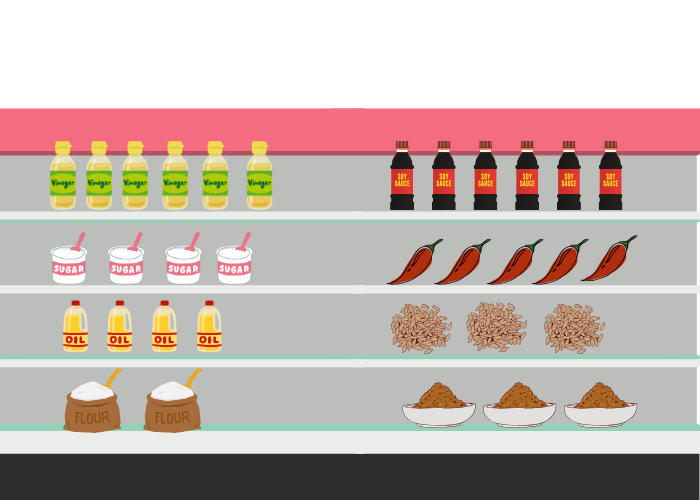 Vinegar Vinegar Vinegar Vinegar Vinegar Vinegar
SOY SAUCE SOY SAUCE SOY SAUCE SOY SAUCE SOY SAUCE SOY SAUCE
SUGAR SUGAR SUGAR SUGAR
OIL OIL OIL OIL
FLOUR FLOUR